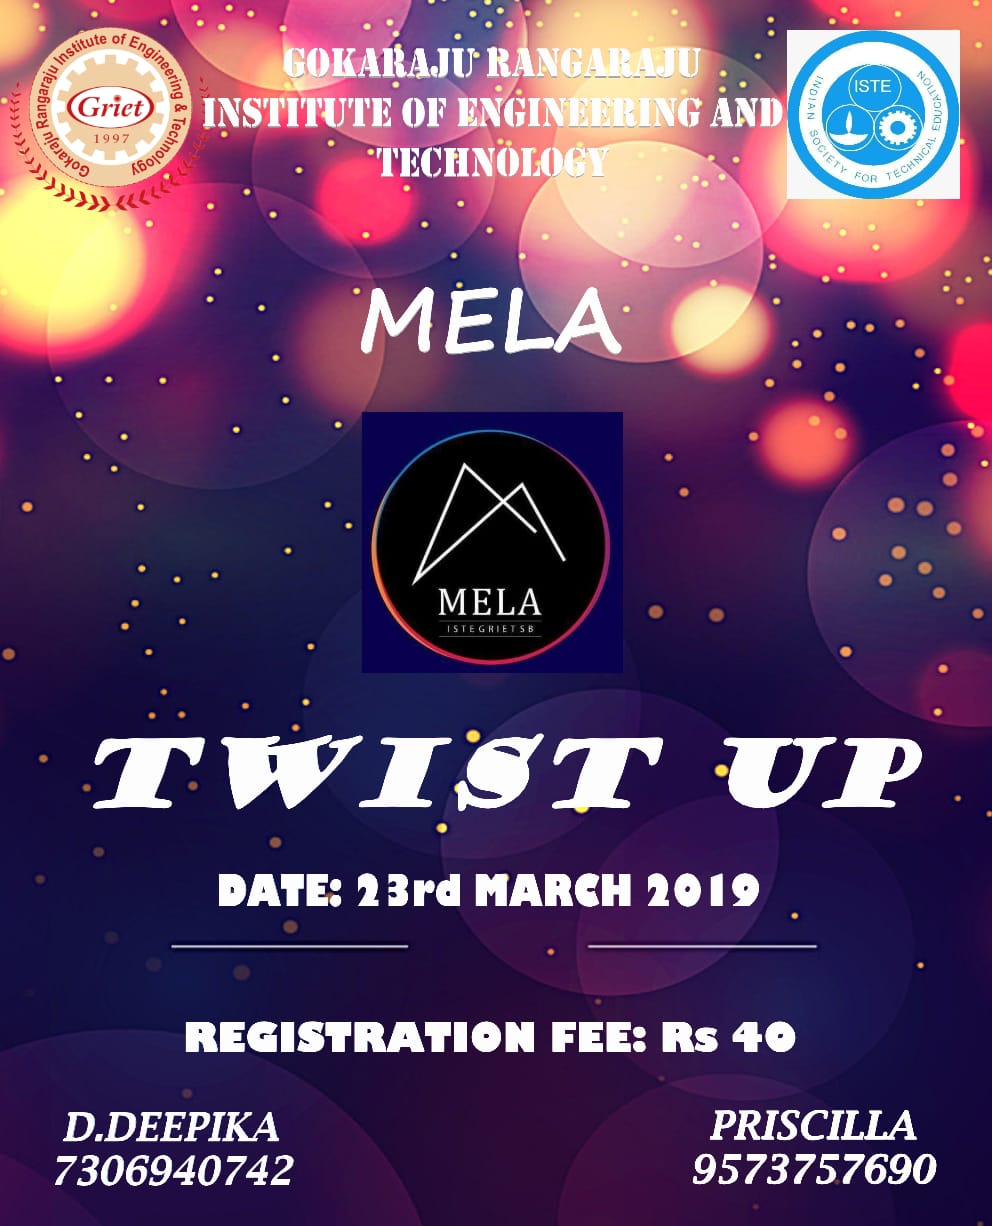 Gokaraju Rangaraju Institute of Engineering & Technology
Griet
1997
GOKARAJU RANGARAJU
INSTITUTE OF ENGINEERING AND
TECHNOLOGY
ISTE
INDIAN SOCIETY FOR TECHNICAL EDUCATION
MELA
MELA
ISTEGRIETSB
TWIST UP
DATE: 23rd MARCH 2019
REGISTRATION FEE: Rs 40
D.DEEPIKA
7306940742
PRISCILLA
9573757690